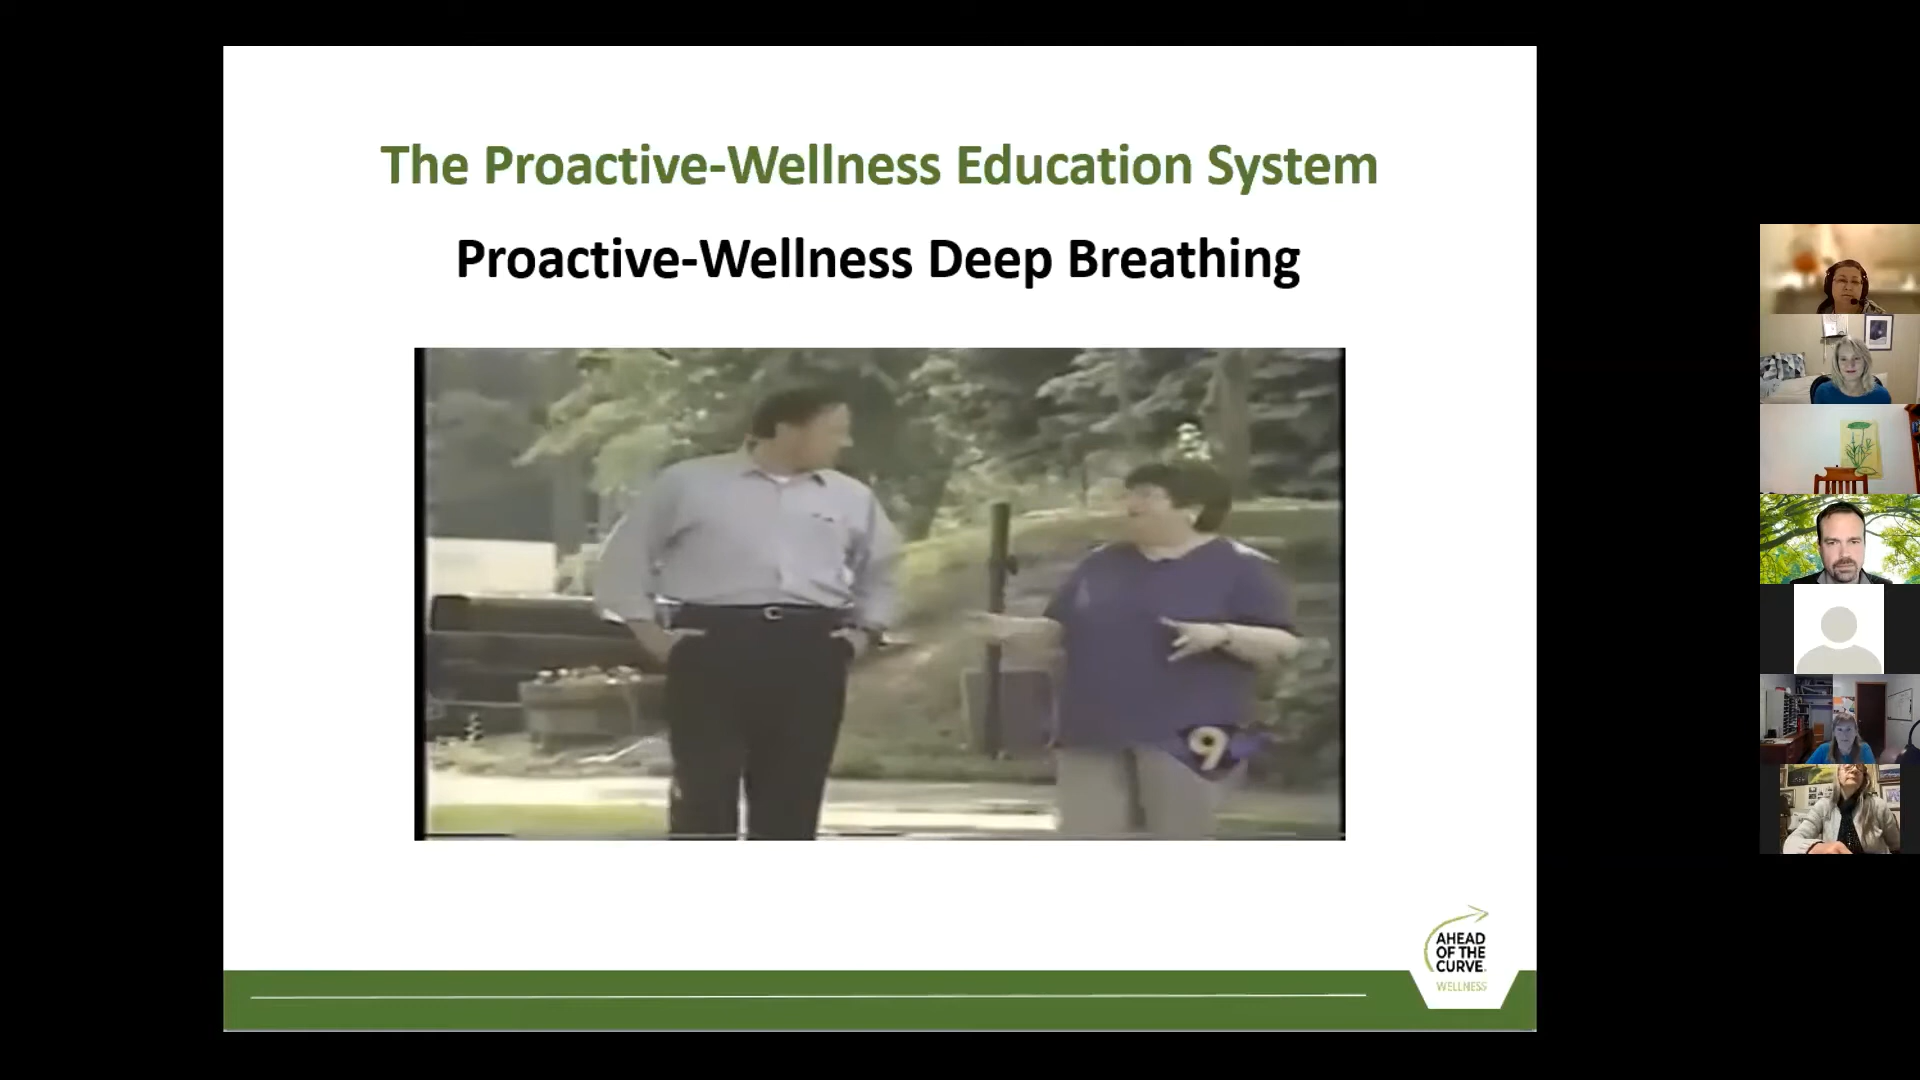 The Proactive-Wellness Education System
Proactive-Wellness Deep Breathing
9
AHEAD
OF THE
CURVE.
WELLNESS